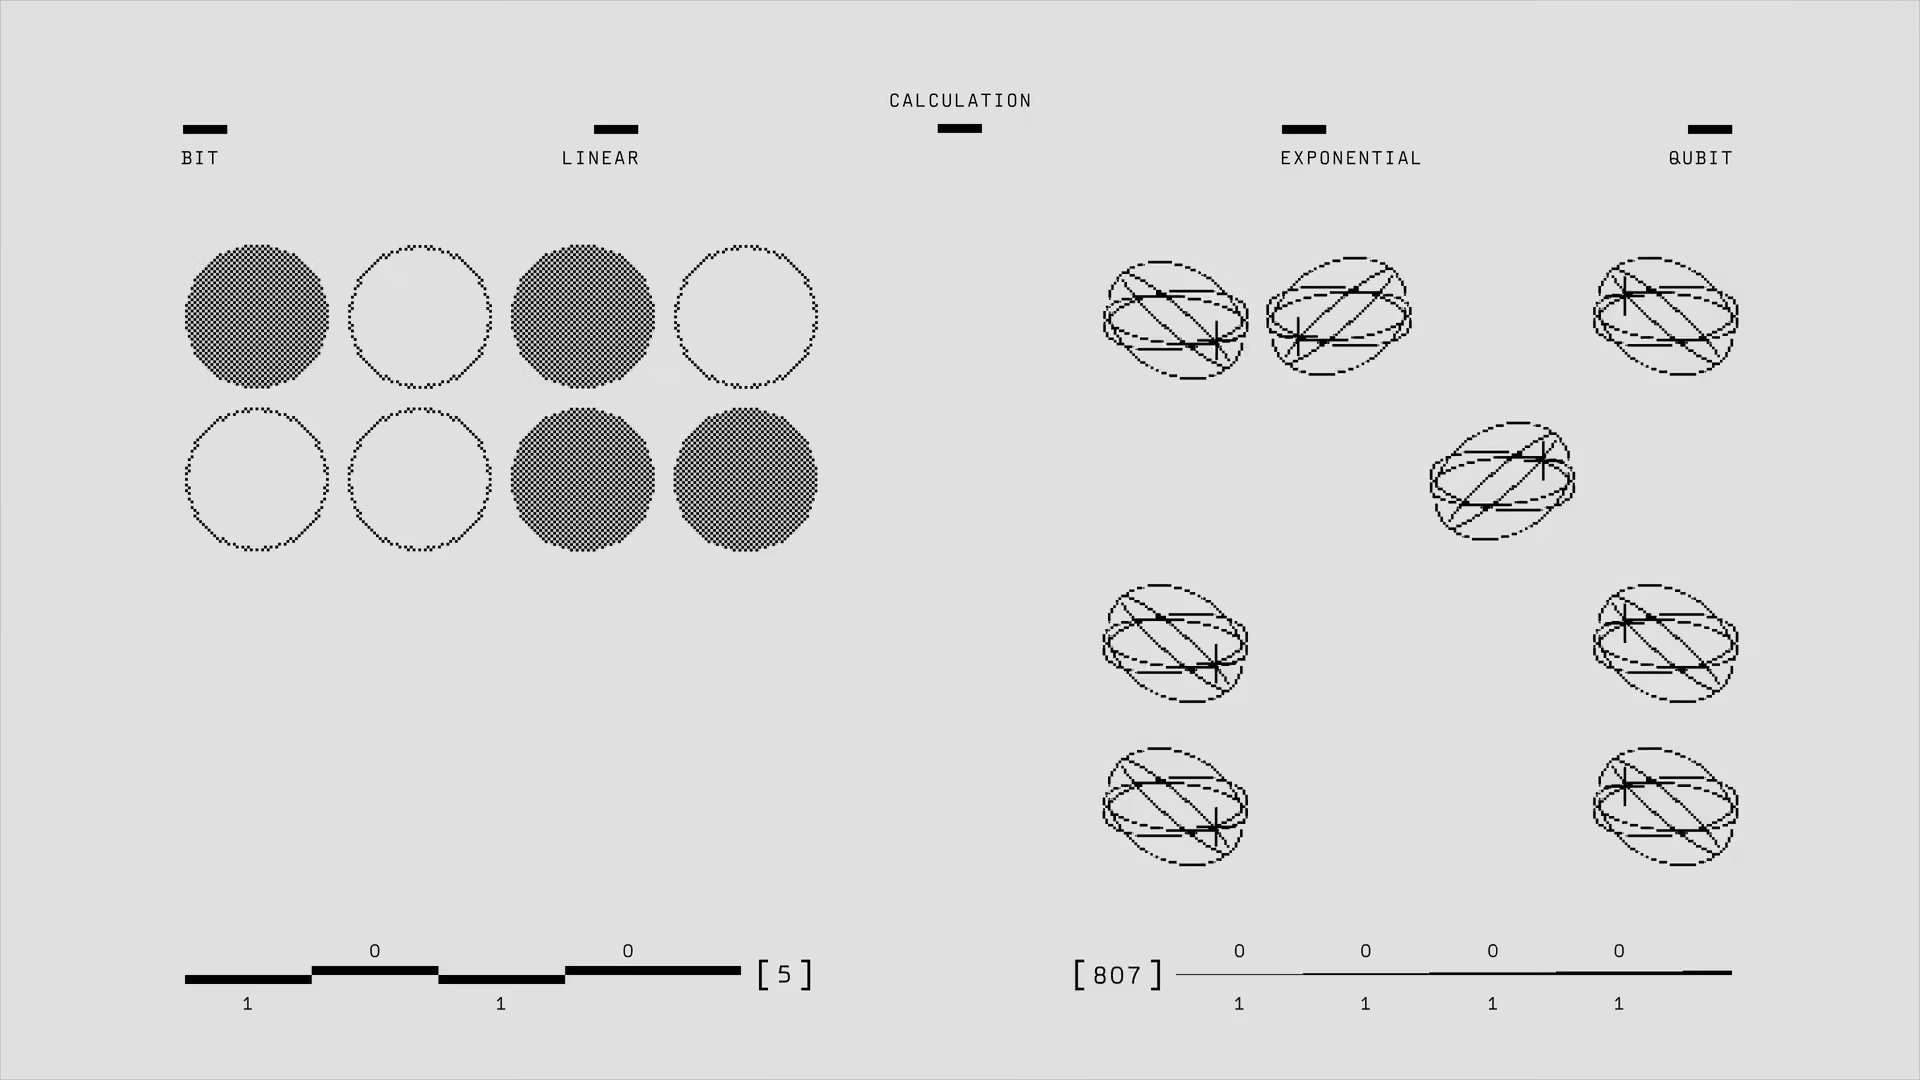 CALCULATION
BIT
LINEAR
EXPONENTIAL
QUBIT
0 0
[ 5 ]
1 1
0 0 0 0
[ 807 ]
1 1 1 1